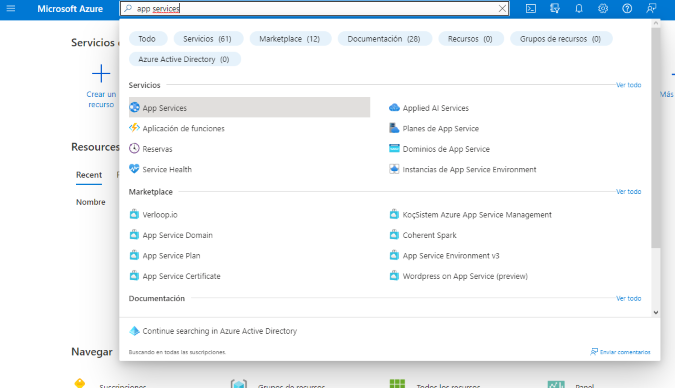 Microsoft Azure
app services
Servicios
Crear un
recurso
Más
Resources
Recent
Nombre
Todo
Servicios (61)
Marketplace (12)
Documentación (28)
Recursos (0)
Grupos de recursos (0)
Azure Active Directory (0)
Servicios
Ver todo
App Services
Applied AI Services
Aplicación de funciones
Planes de App Service
Reservas
Dominios de App Service
Service Health
Instancias de App Service Environment
Marketplace
Ver todo
Verloop.io
KoçSistem Azure App Service Management
App Service Domain
Coherent Spark
App Service Plan
App Service Environment v3
App Service Certificate
Wordpress on App Service (preview)
Documentación
Ver todo
Continue searching in Azure Active Directory
Buscando en todas las suscripciones.
Enviar comentarios
Navegar
Suscripciones
Grupos de recursos
Todos los recursos
Panel